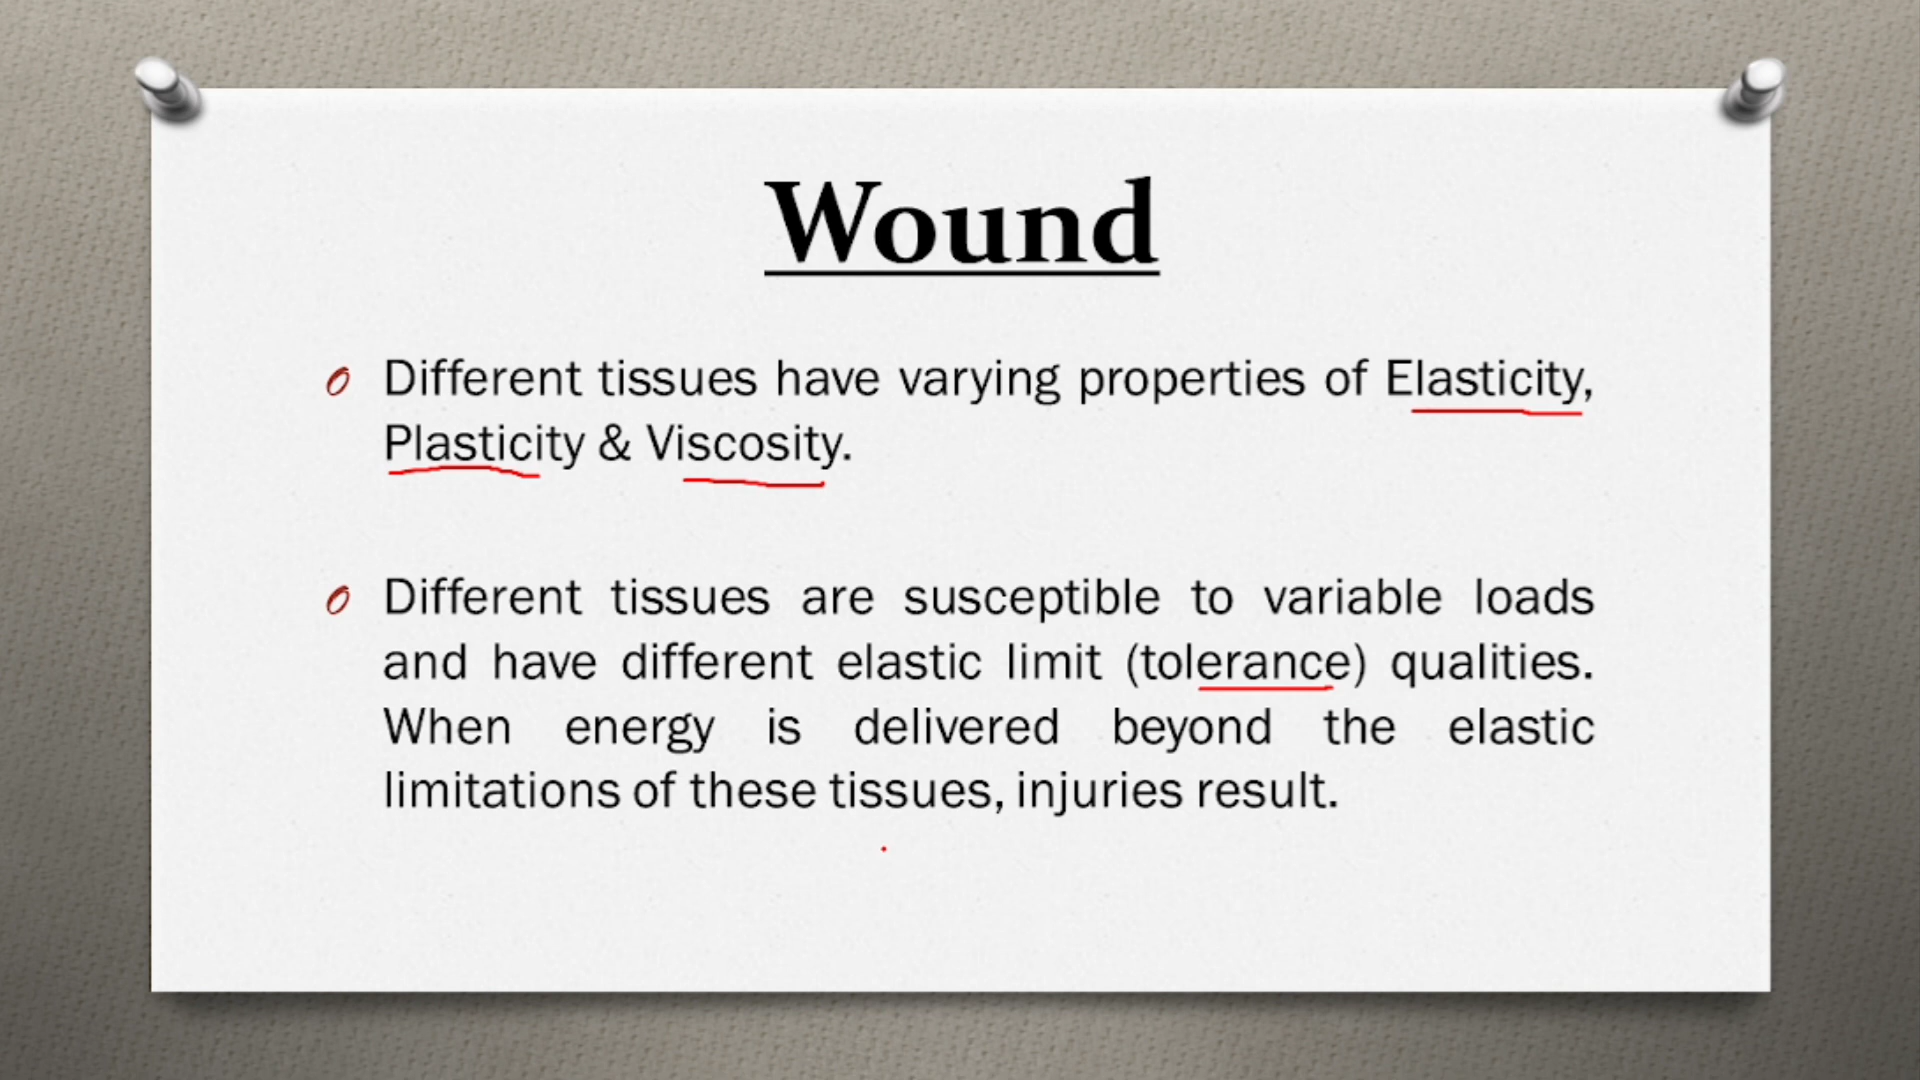 Wound
Different tissues have varying properties of Elasticity,
Plasticity & Viscosity.
Different tissues are susceptible to variable loads
and have different elastic limit (tolerance) qualities.
When energy is delivered beyond the elastic
limitations of these tissues, injuries result.